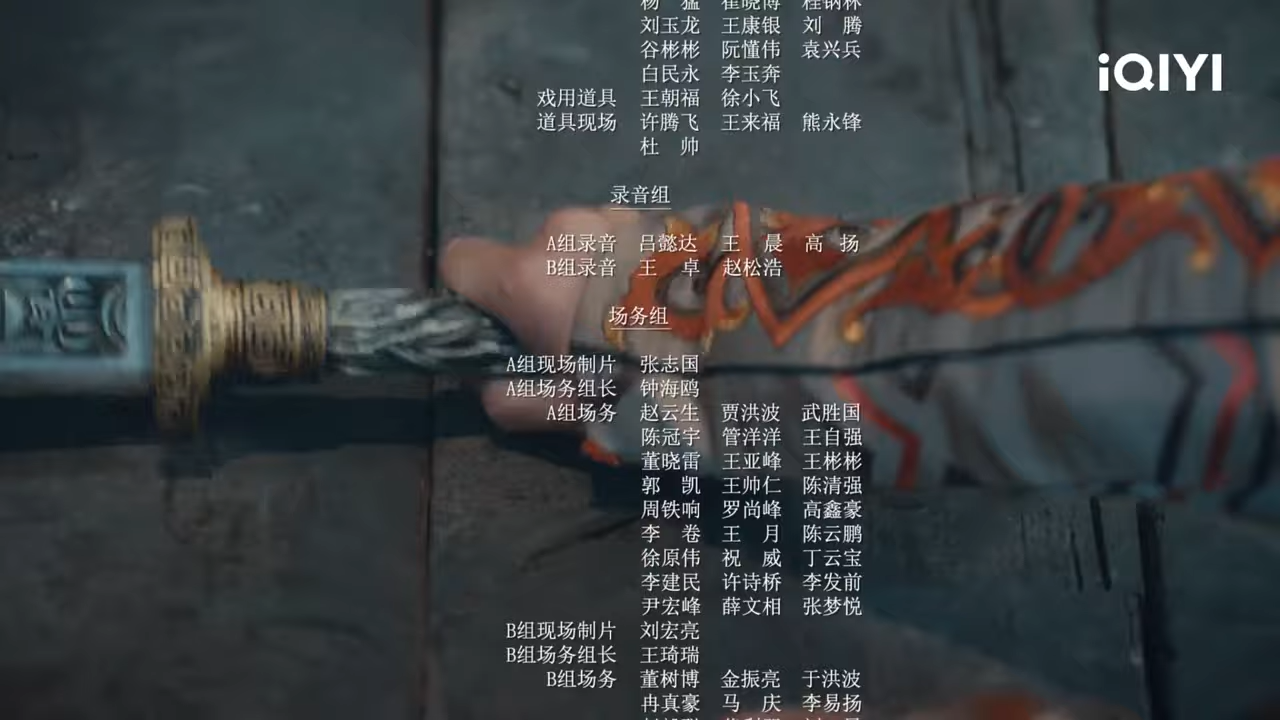 杨 猛 崔晓博 程钢林
刘玉龙 王康银 刘 腾
iQIYI
谷彬彬 阮懂伟 袁兴兵
白民永 李玉奔
戏用道具 王朝福 徐小飞
道具现场 许腾飞 王来福 熊永锋
杜 帅
录音组
A组录音 吕懿达 王 晨 高 扬
B组录音 王 卓 赵松浩
场务组
A组现场制片 张志国
A组场务组长 钟海鸥
A组场务 赵云生 贾洪波 武胜国
陈冠宇 管洋洋 王自强
董晓雷 王亚峰 王彬彬
郭 凯 王帅仁 陈清强
周铁响 罗尚峰 高鑫豪
李 卷 王 月 陈云鹏
徐原伟 祝 威 丁云宝
李建民 许诗桥 李发前
尹宏峰 薛文相 张梦悦
B组现场制片 刘宏亮
B组场务组长 王琦瑞
B组场务 董树博 金振亮 于洪波
冉真豪 马 庆 李易扬